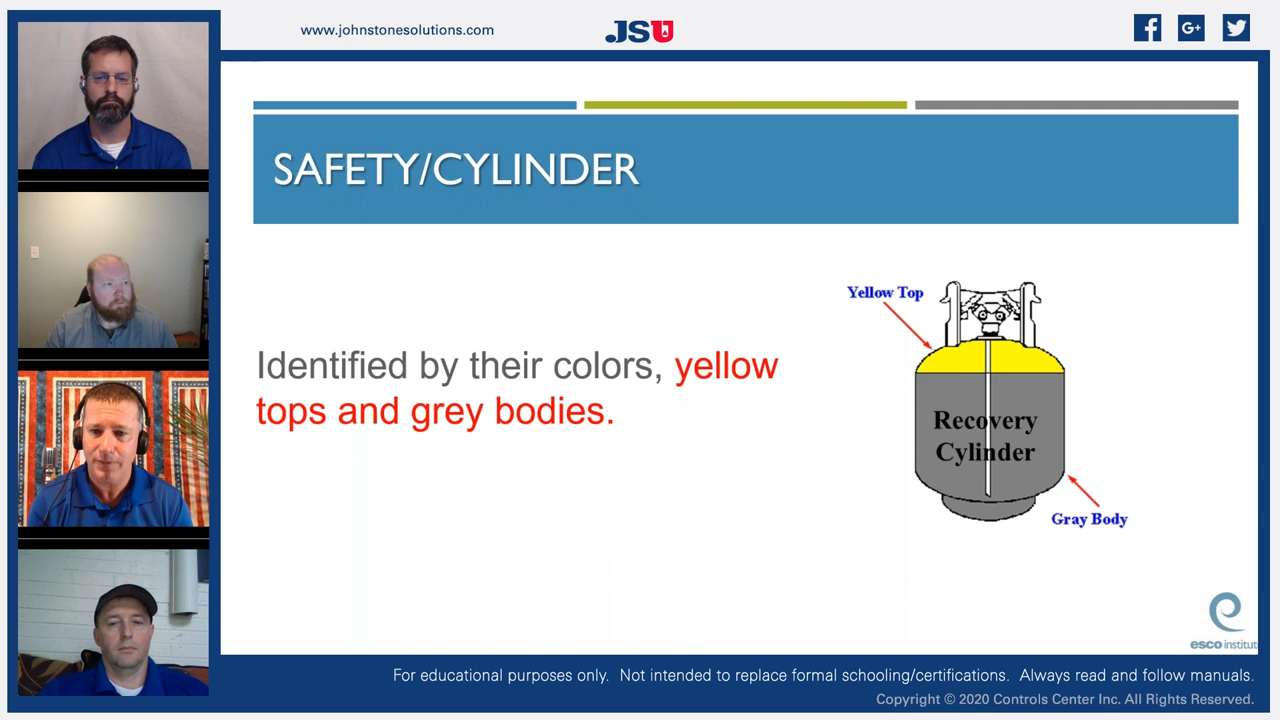 www.johnstonesolutions.com
JSU
G+
SAFETY/CYLINDER
Identified by their colors, yellow
tops and grey bodies.
Yellow Top
Recovery
Cylinder
Gray Body
esco institut
For educational purposes only. Not intended to replace formal schooling/certifications. Always read and follow manuals.
Copyright © 2020 Controls Center Inc. All Rights Reserved.